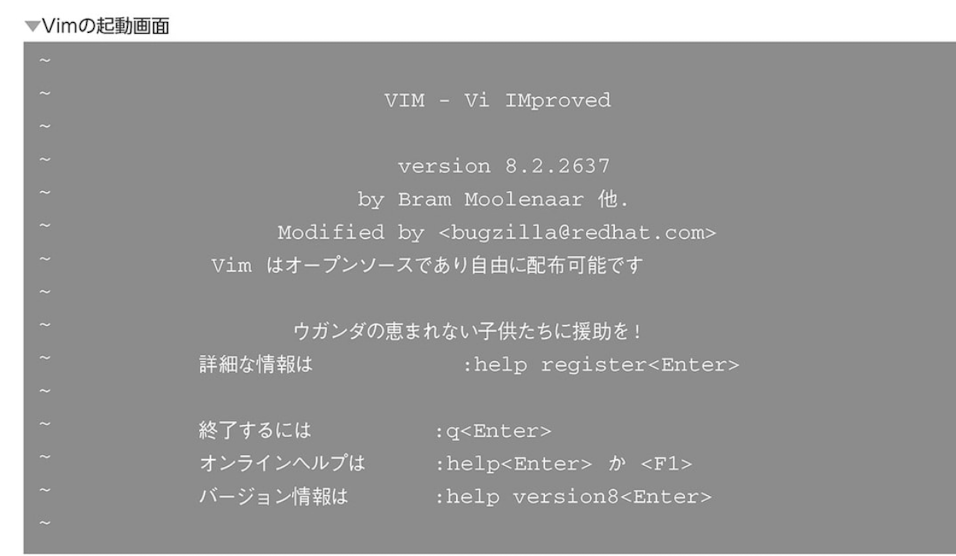 ▼Vimの起動画面
~
~ VIM - Vi IMproved
~
~ version 8.2.2637
~ by Bram Moolenaar 他.
~ Modified by <bugzilla@redhat.com>
~ Vim はオープンソースであり自由に配布可能です
~
~ ウガンダの恵まれない子供たちに援助を!
~ 詳細な情報は :help register<Enter>
~
~ 終了するには :q<Enter>
~ オンラインヘルプは :help<Enter> か <F1>
~ バージョン情報は :help version8<Enter>
~